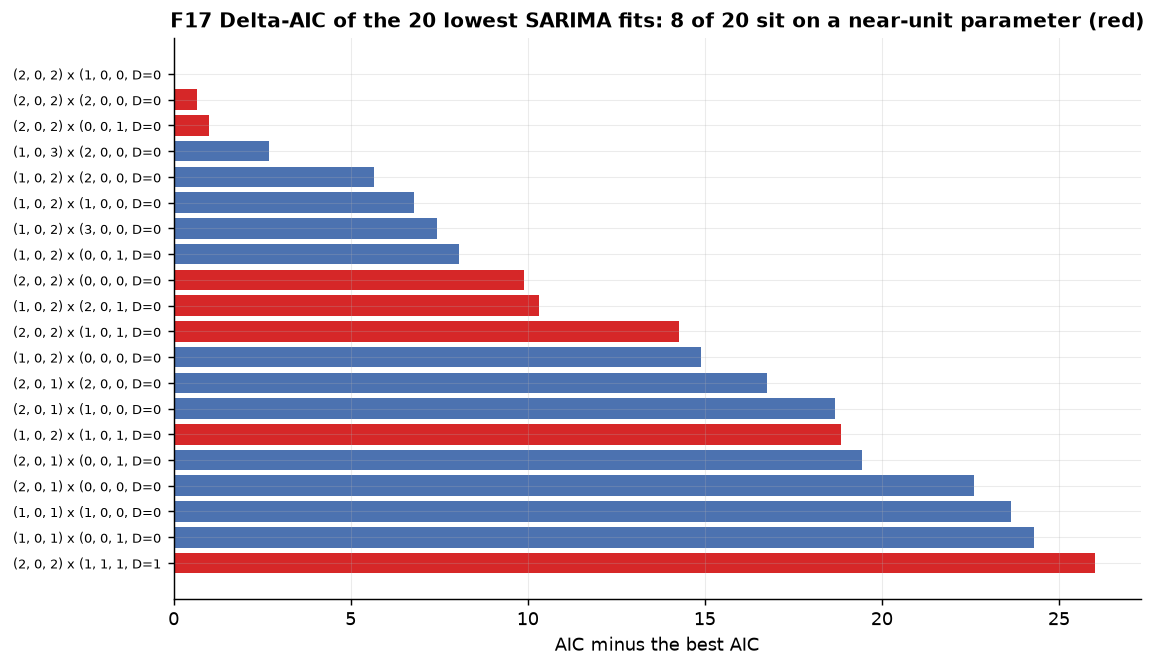 F17 Delta-AIC of the 20 lowest SARIMA fits: 8 of 20 sit on a near-unit parameter (red)
(2, 0, 2) x (1, 0, 0, D=0
(2, 0, 2) x (2, 0, 0, D=0
(2, 0, 2) x (0, 0, 1, D=0
(1, 0, 3) x (2, 0, 0, D=0
(1, 0, 2) x (2, 0, 0, D=0
(1, 0, 2) x (1, 0, 0, D=0
(1, 0, 2) x (3, 0, 0, D=0
(1, 0, 2) x (0, 0, 1, D=0
(2, 0, 2) x (0, 0, 0, D=0
(1, 0, 2) x (2, 0, 1, D=0
(2, 0, 2) x (1, 0, 1, D=0
(1, 0, 2) x (0, 0, 0, D=0
(2, 0, 1) x (2, 0, 0, D=0
(2, 0, 1) x (1, 0, 0, D=0
(1, 0, 2) x (1, 0, 1, D=0
(2, 0, 1) x (0, 0, 1, D=0
(2, 0, 1) x (0, 0, 0, D=0
(1, 0, 1) x (1, 0, 0, D=0
(1, 0, 1) x (0, 0, 1, D=0
(2, 0, 2) x (1, 1, 1, D=1
0 5 10 15 20 25
AIC minus the best AIC